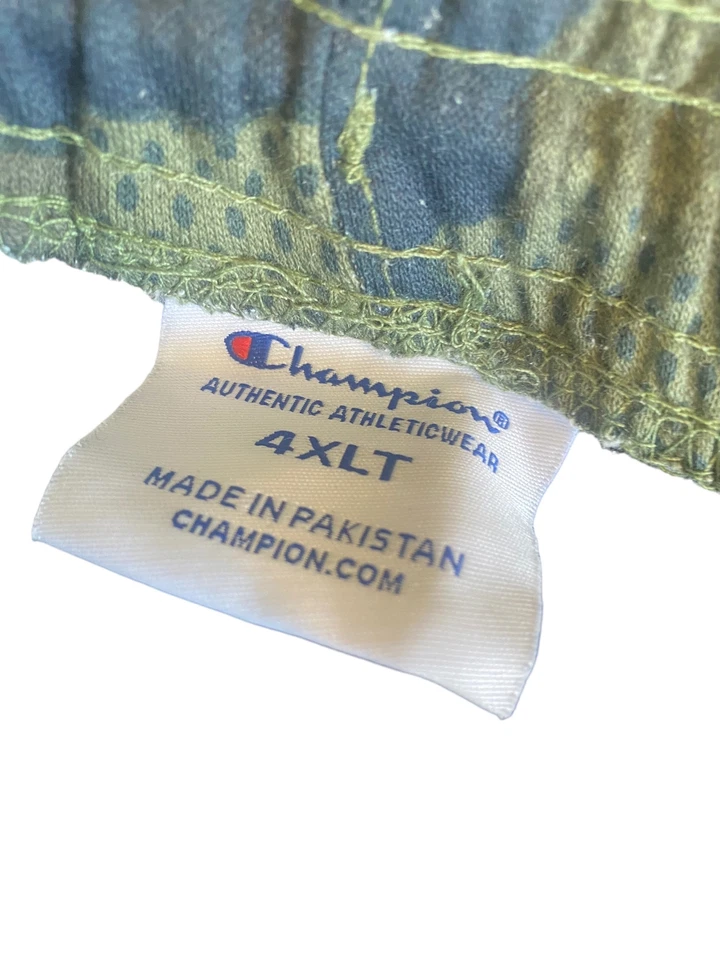 Champion®
AUTHENTIC ATHLETICWEAR
4XLT
MADE IN PAKISTAN
CHAMPION.COM